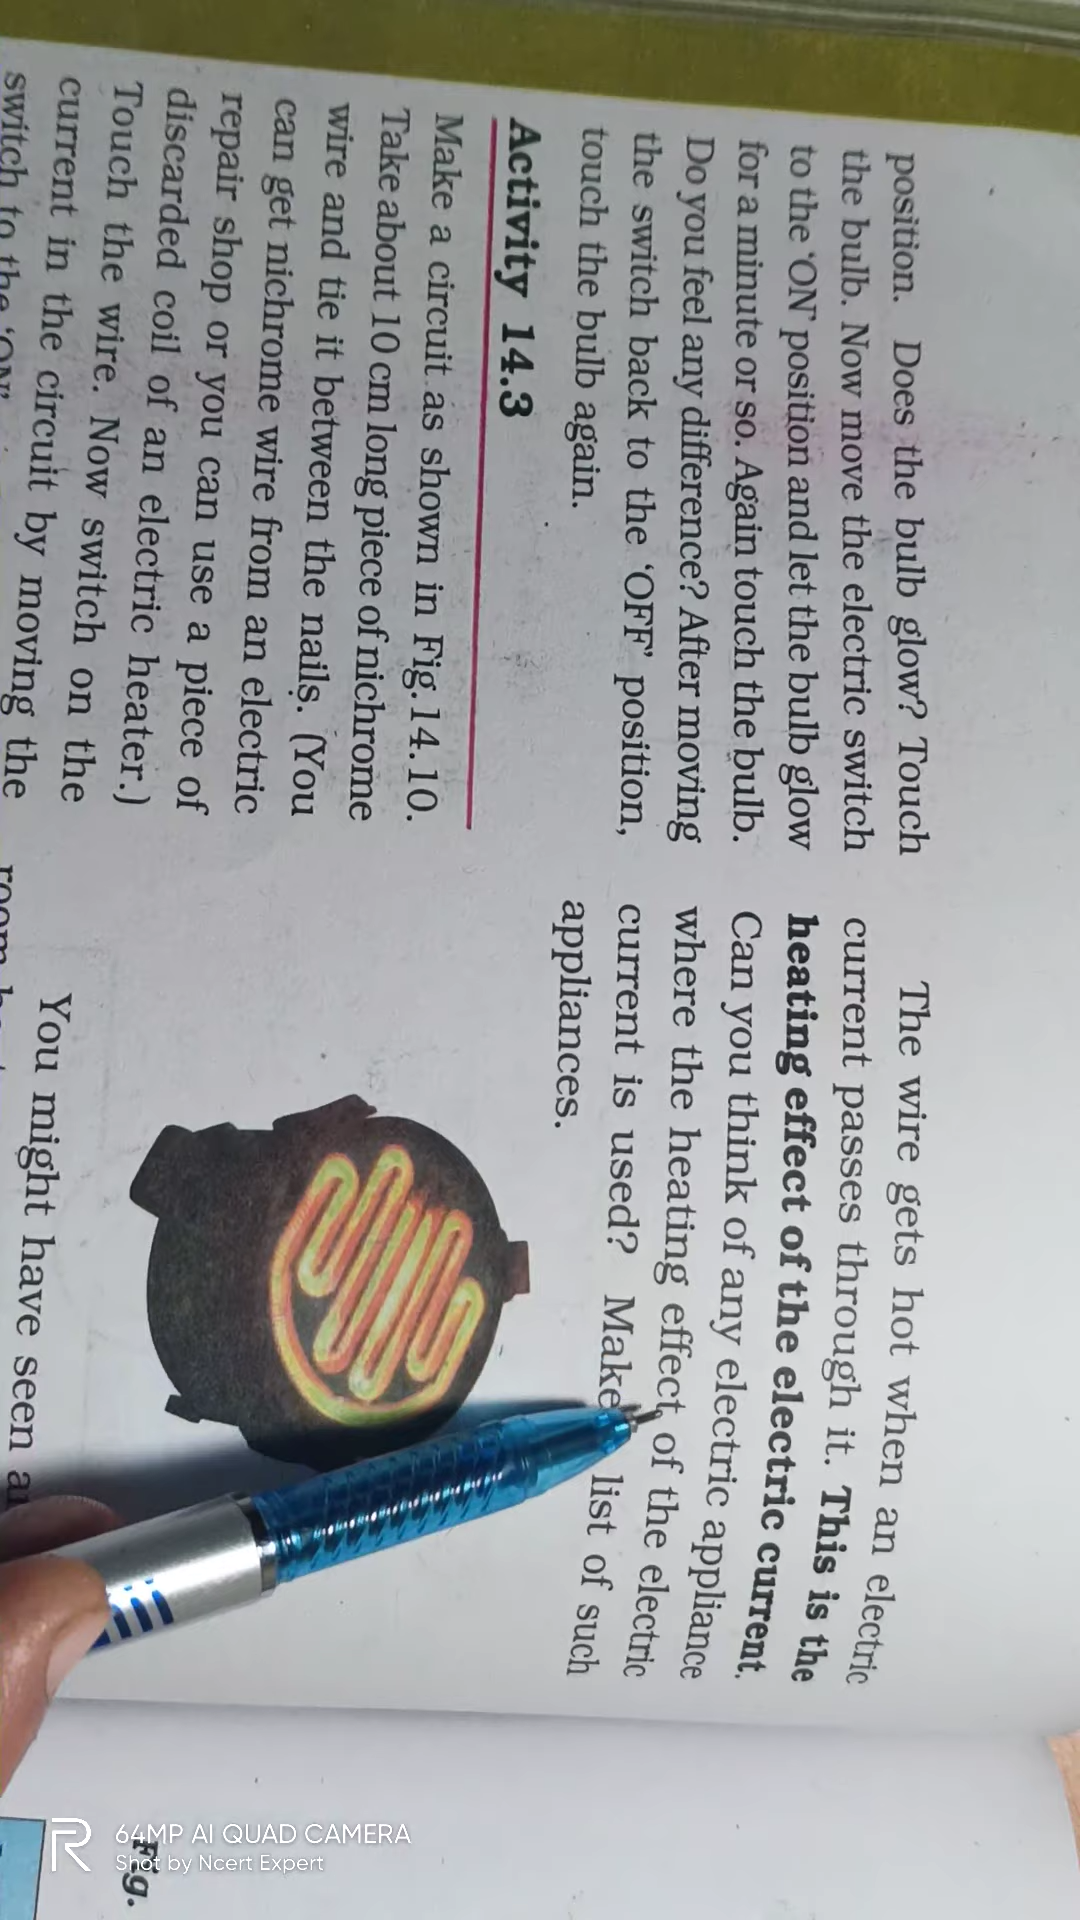 position. Does the bulb glow? Touch
the bulb. Now move the electric switch
to the ‘ON’ position and let the bulb glow
for a minute or so. Again touch the bulb.
Do you feel any difference? After moving
the switch back to the ‘OFF’ position,
touch the bulb again.
Activity 14.3
Make a circuit as shown in Fig.14.10.
Take about 10 cm long piece of nichrome
wire and tie it between the nails. (You
can get nichrome wire from an electric
repair shop or you can use a piece of
discarded coil of an electric heater.)
Touch the wire. Now switch on the
current in the circuit by moving the
switch to the ‘ON’
The wire gets hot when an electric
current passes through it. This is the
heating effect of the electric current.
Can you think of any electric appliance
where the heating effect of the electric
current is used? Make list of such
appliances.
You might have seen
room
Fig.
64MP AI QUAD CAMERA
Shot by Ncert Expert